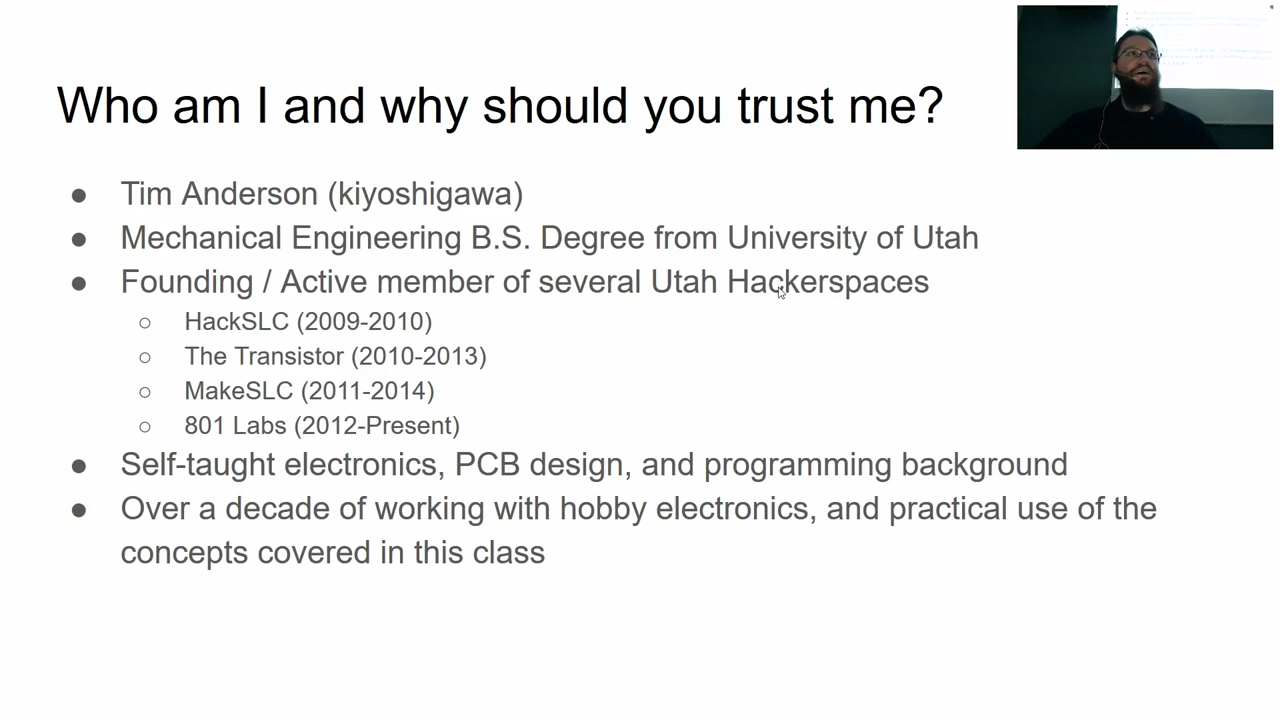 Who am I and why should you trust me?
● Tim Anderson (kiyoshigawa)
● Mechanical Engineering B.S. Degree from University of Utah
● Founding / Active member of several Utah Hackerspaces
○ HackSLC (2009-2010)
○ The Transistor (2010-2013)
○ MakeSLC (2011-2014)
○ 801 Labs (2012-Present)
● Self-taught electronics, PCB design, and programming background
● Over a decade of working with hobby electronics, and practical use of the
concepts covered in this class